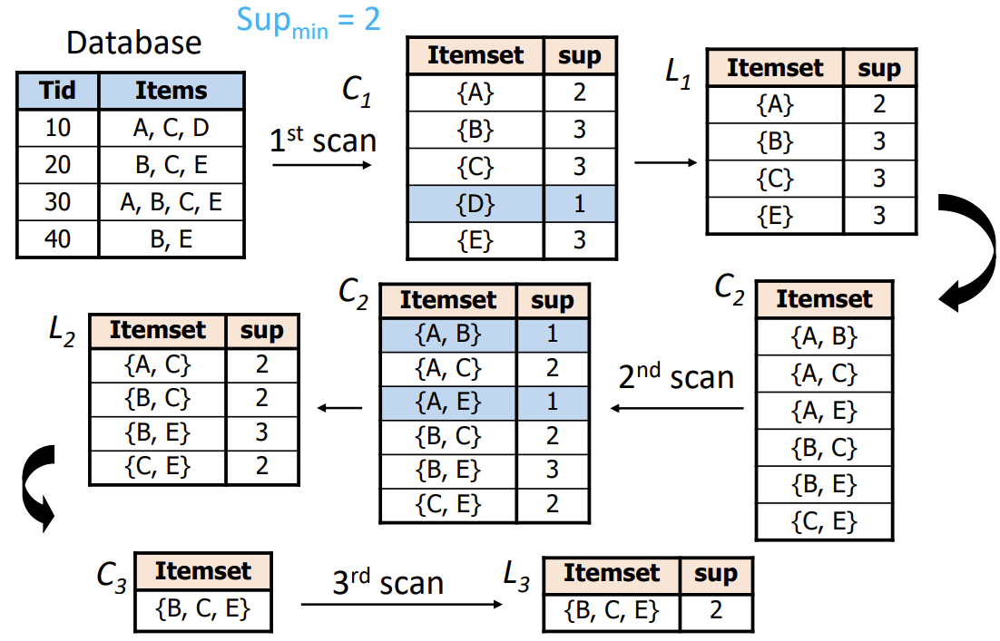 Sup_min = 2
Database
Tid Items
10 A, C, D
20 B, C, E
30 A, B, C, E
40 B, E
1st scan
C1
Itemset sup
{A} 2
{B} 3
{C} 3
{D} 1
{E} 3
L1
Itemset sup
{A} 2
{B} 3
{C} 3
{E} 3
C2
Itemset
{A, B}
{A, C}
{A, E}
{B, C}
{B, E}
{C, E}
2nd scan
C2
Itemset sup
{A, B} 1
{A, C} 2
{A, E} 1
{B, C} 2
{B, E} 3
{C, E} 2
L2
Itemset sup
{A, C} 2
{B, C} 2
{B, E} 3
{C, E} 2
C3
Itemset
{B, C, E}
3rd scan
L3
Itemset sup
{B, C, E} 2